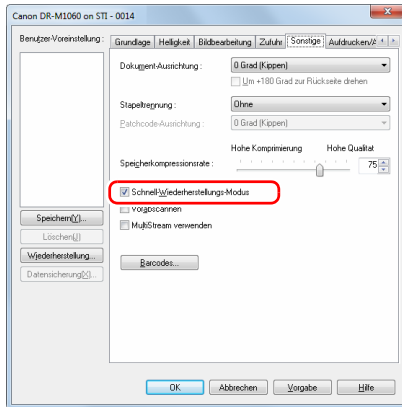 Canon DR-M1060 on STI - 0014
Benutzer-Voreinstellung :
Grundlage Helligkeit Bildbearbeitung Zufuhr Sonstige Aufdrucken/A
Dokument-Ausrichtung : 0 Grad (Kippen)
Um +180 Grad zur Rückseite drehen
Stapeltrennung : Ohne
Patchcode-Ausrichtung : 0 Grad (Kippen)
Hohe Komprimierung Hohe Qualitat
Speicherkompressionsrate : 75
Schnell-Wiederherstellungs-Modus
Vorabscannen
MultiStream verwenden
Speichern(Y)...
Löschen(J)
Wiederherstellung...
Datensicherung(X)...
Barcodes...
OK Abbrechen Vorgabe Hilfe